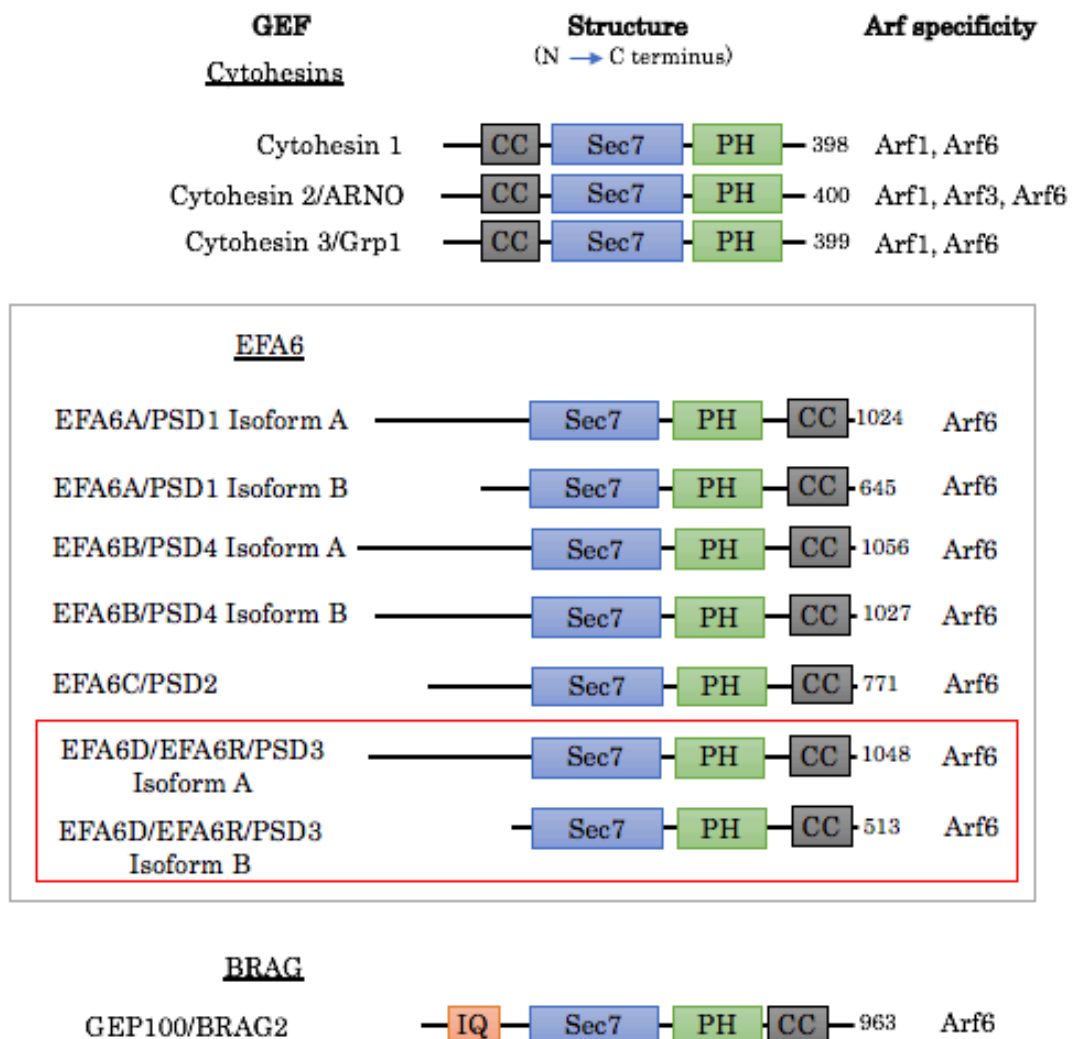 GEF Structure Arf specificity
(N → C terminus)
Cytohesins
Cytohesin 1 CC Sec7 PH 398 Arf1, Arf6
Cytohesin 2/ARNO CC Sec7 PH 400 Arf1, Arf3, Arf6
Cytohesin 3/Grp1 CC Sec7 PH 399 Arf1, Arf6
EFA6
EFA6A/PSD1 Isoform A Sec7 PH CC 1024 Arf6
EFA6A/PSD1 Isoform B Sec7 PH CC 645 Arf6
EFA6B/PSD4 Isoform A Sec7 PH CC 1056 Arf6
EFA6B/PSD4 Isoform B Sec7 PH CC 1027 Arf6
EFA6C/PSD2 Sec7 PH CC 771 Arf6
EFA6D/EFA6R/PSD3 Sec7 PH CC 1048 Arf6
Isoform A
EFA6D/EFA6R/PSD3 Sec7 PH CC 513 Arf6
Isoform B
BRAG
GEP100/BRAG2 IQ Sec7 PH CC 963 Arf6